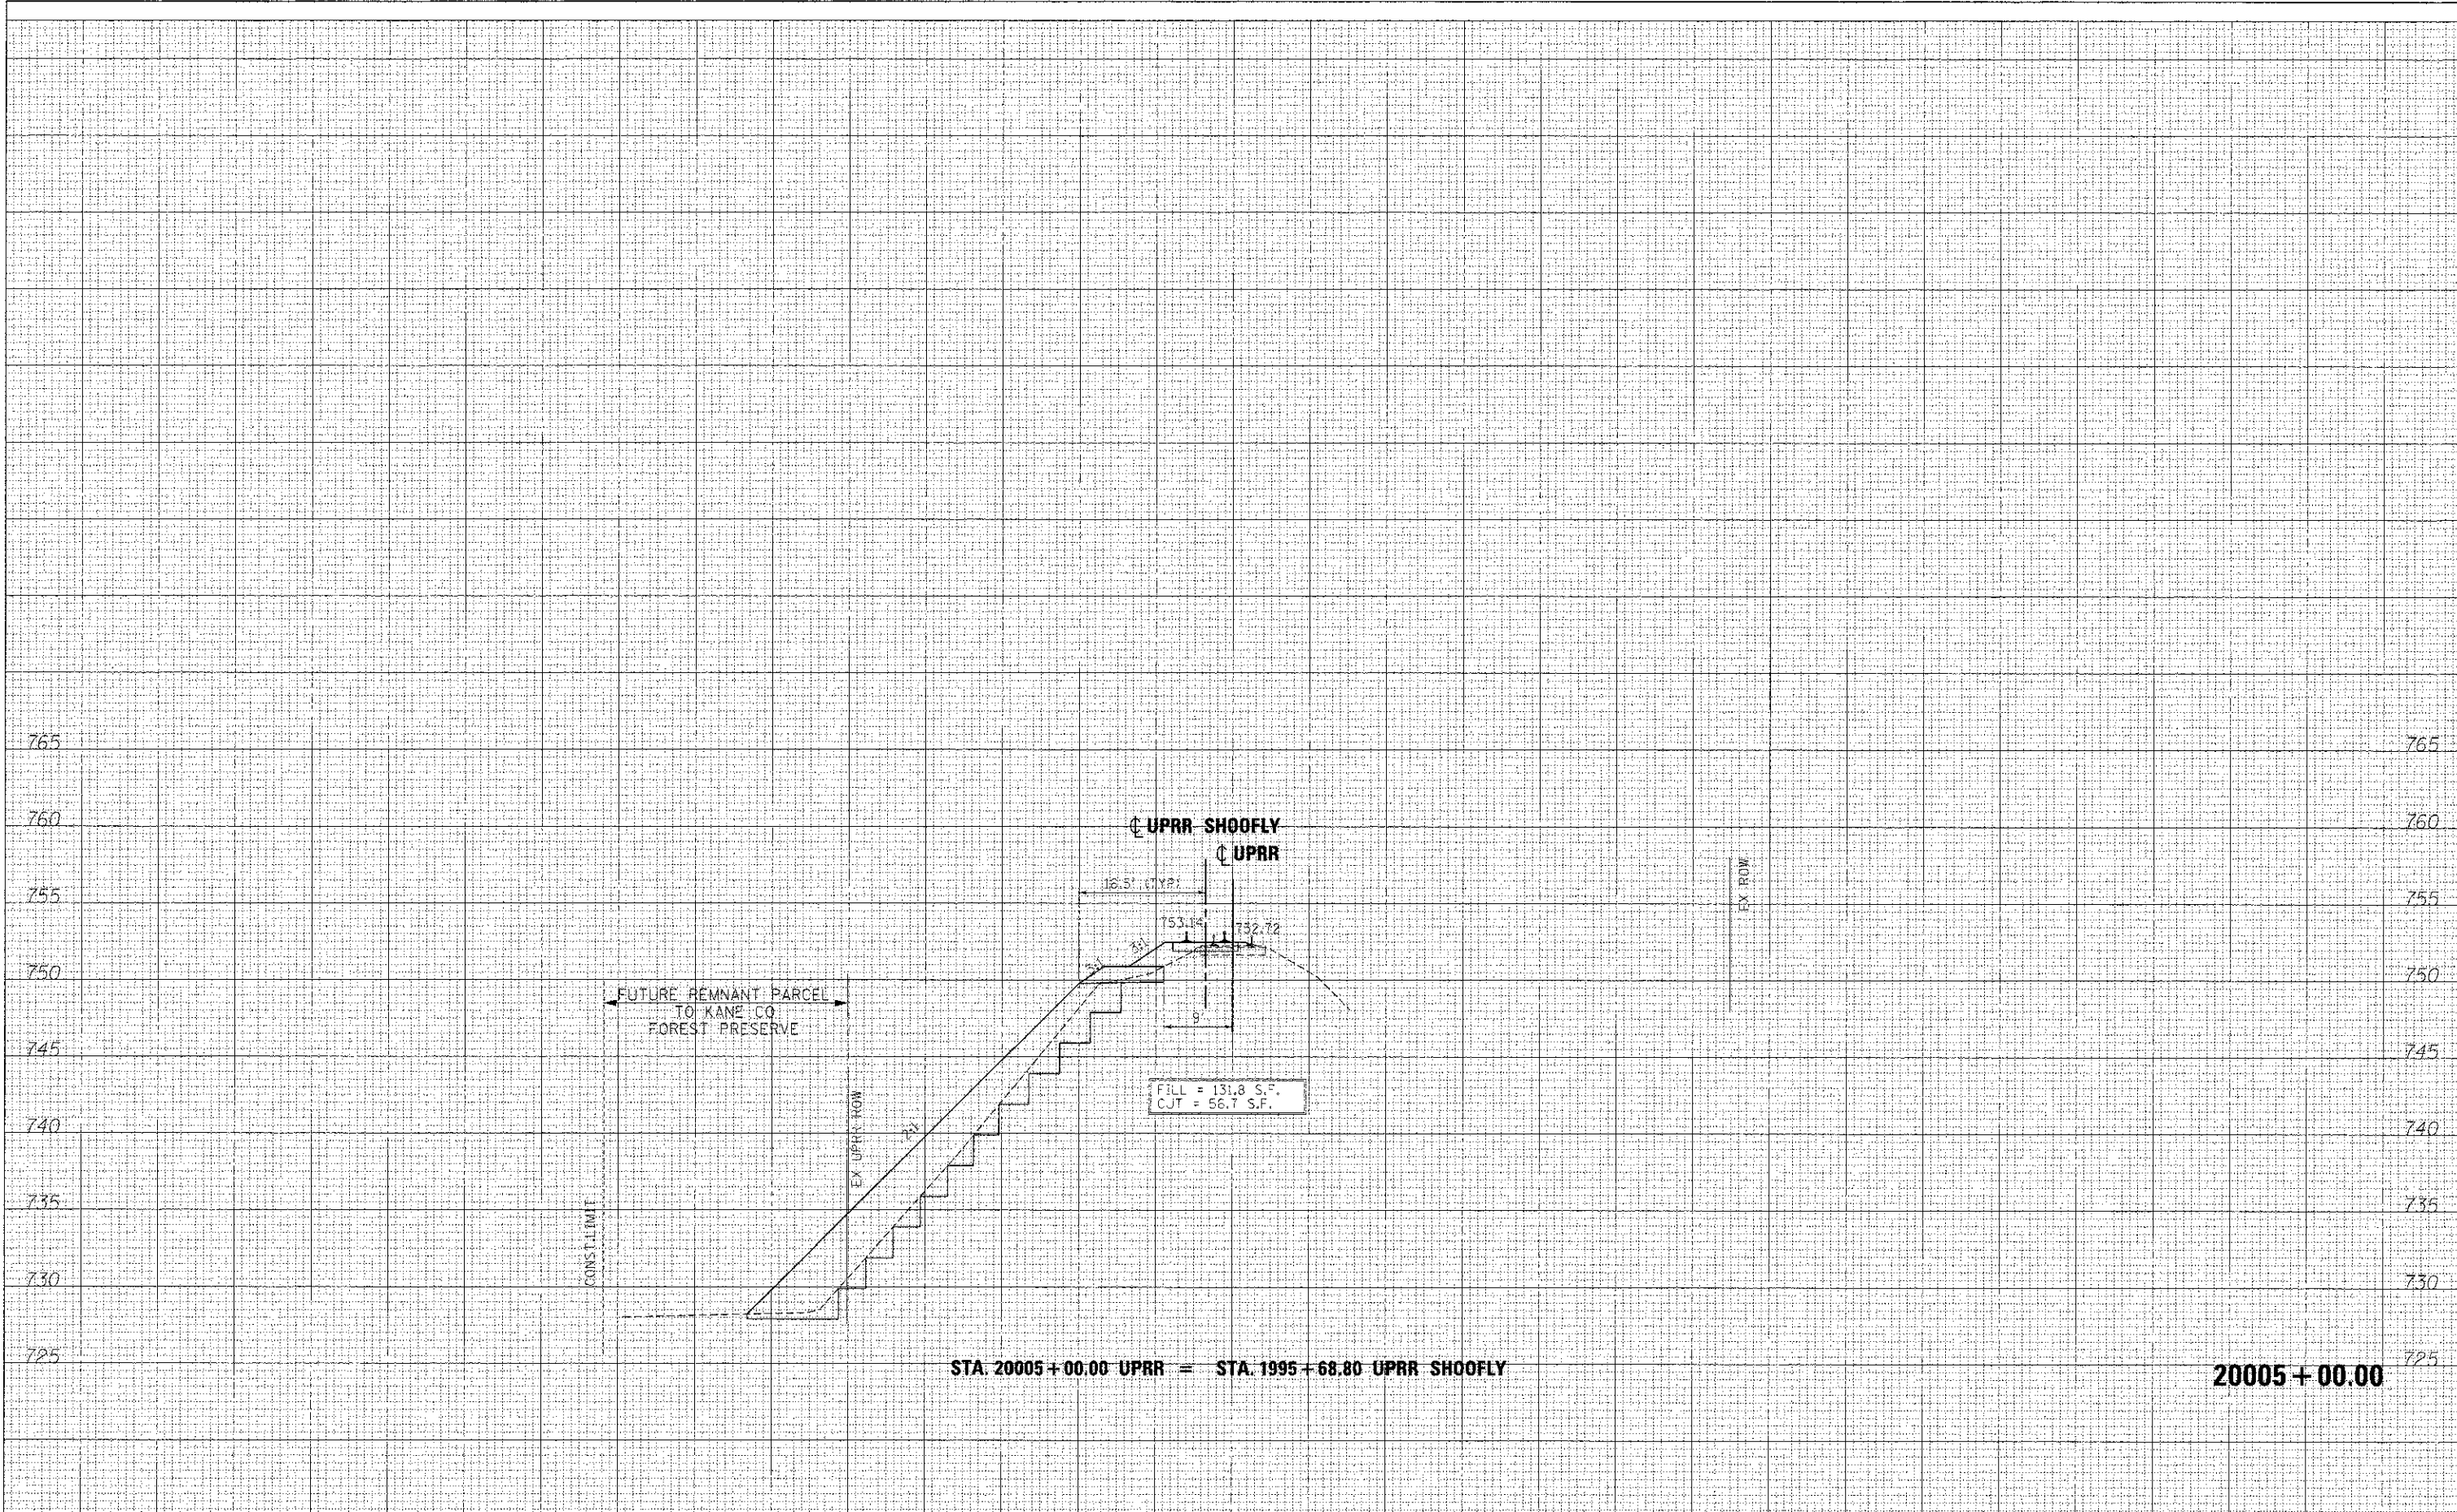 765 765
760 760
℄ UPRR SHOOFLY
℄ UPRR
755 755
16.5' (TYP)
EX ROW
753.14 752.72
3:1
3:1
750 750
FUTURE REMNANT PARCEL
TO KANE CO
FOREST PRESERVE
9'
745 745
FILL = 131.8 S.F.
CUT = 56.7 S.F.
EX UPRR ROW
2:1
740 740
735 735
CONST. LIMIT
730 730
725 725
STA. 20005+00.00 UPRR = STA. 1995+68.80 UPRR SHOOFLY
20005+00.00